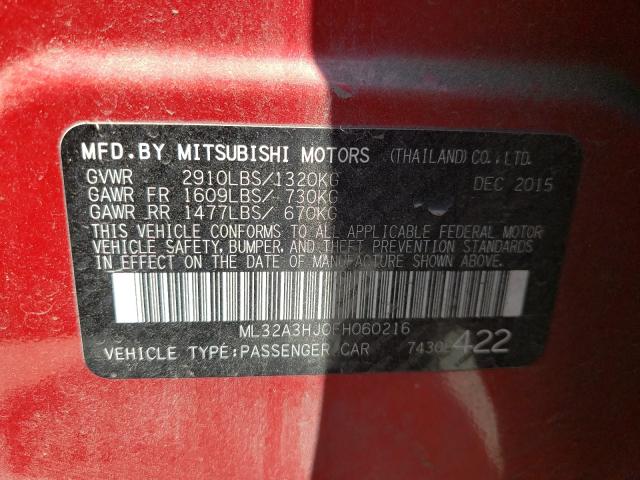 MFD.BY MITSUBISHI MOTORS (THAILAND)CO.,LTD.
GVWR 2910LBS/1320KG DEC 2015
GAWR FR 1609LBS/ 730KG
GAWR RR 1477LBS/ 670KG
THIS VEHICLE CONFORMS TO ALL APPLICABLE FEDERAL MOTOR
VEHICLE SAFETY, BUMPER, AND THEFT PREVENTION STANDARDS
IN EFFECT ON THE DATE OF MANUFACTURE SHOWN ABOVE.
ML32A3HJ0FH060216
VEHICLE TYPE:PASSENGER CAR 422